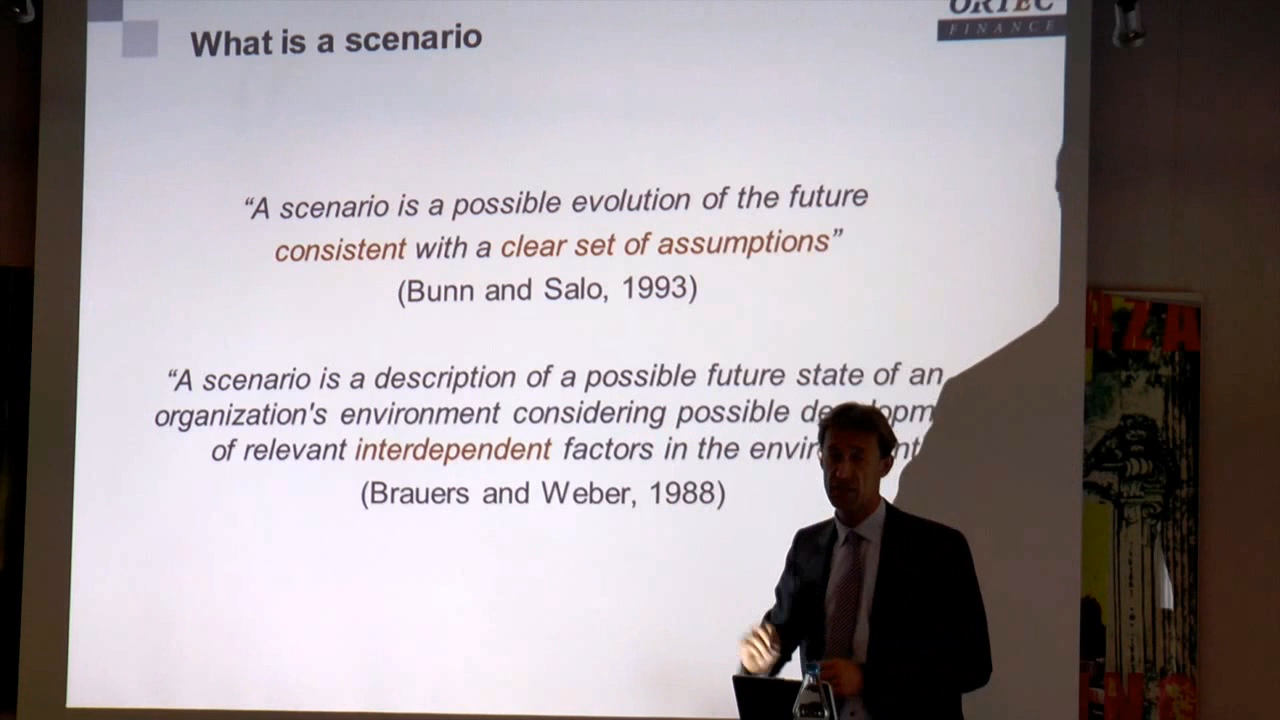 ORTEC
FINANCE
What is a scenario
“A scenario is a possible evolution of the future
consistent with a clear set of assumptions”
(Bunn and Salo, 1993)
“A scenario is a description of a possible future state of an
organization's environment considering possible
of relevant interdependent factors in the
(Brauers and Weber, 1988)